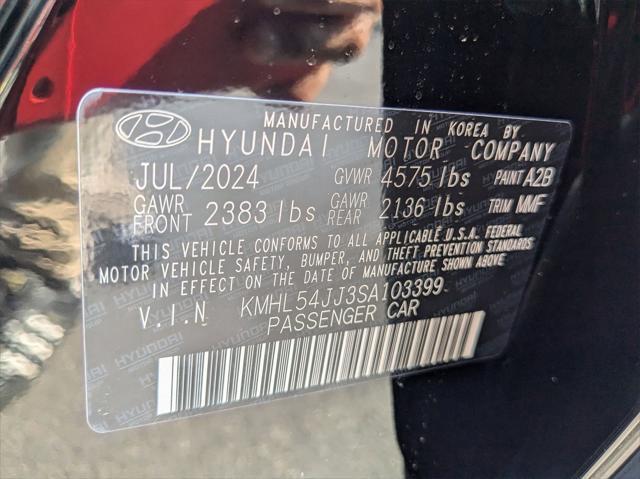 MANUFACTURED IN KOREA BY
HYUNDAI MOTOR COMPANY
JUL/2024 GVWR 4575 lbs PAINT A2B
GAWR FRONT 2383 lbs GAWR REAR 2136 lbs TRIM MMF
THIS VEHICLE CONFORMS TO ALL APPLICABLE U.S.A. FEDERAL
MOTOR VEHICLE SAFETY, BUMPER, AND THEFT PREVENTION STANDARDS
IN EFFECT ON THE DATE OF MANUFACTURE SHOWN ABOVE
V.I.N KMHL54JJ3SA103399
PASSENGER CAR